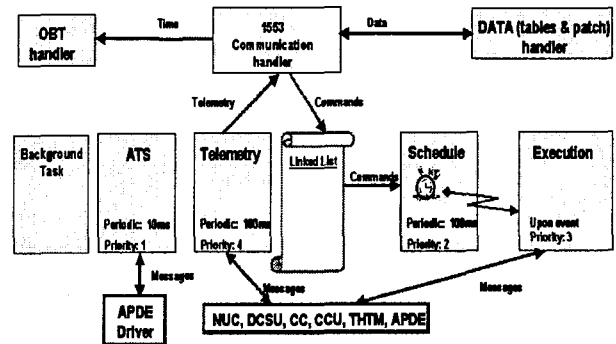 OBT
handler
Time
1553
Communication
handler
Data
DATA (tables & patch)
handler
Telemetry
Commands
Background
Task
ATS
Periodic: 10ms
Priority: 1
Telemetry
Periodic: 100ms
Priority: 4
Linked List
Commands
Schedule
Periodic: 100ms
Priority: 2
Execution
Upon event
Priority: 3
Messages
Messages
Messages
APDE
Driver
NUC, DCSU, CC, CCU, THTM, APDE